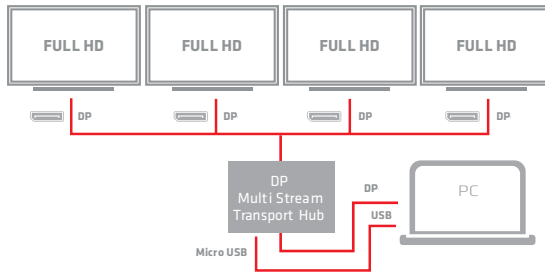 FULL HD
FULL HD
FULL HD
FULL HD
DP
DP
DP
DP
DP
Multi Stream
Transport Hub
DP
USB
PC
Micro USB